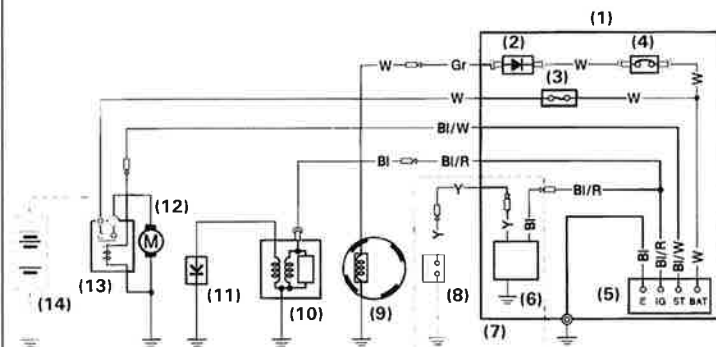 (1)
(2)
(4)
W
Gr
W
(3)
W
W
W
Bl/W
Bl
Bl/R
Y
Bl/R
Y
Y
Bl
Bl
Bl/R
Bl/W
W
(12)
M
(13)
(14)
(11)
(10)
(9)
(8)
(6)
(7)
(5)
E IG ST BAT